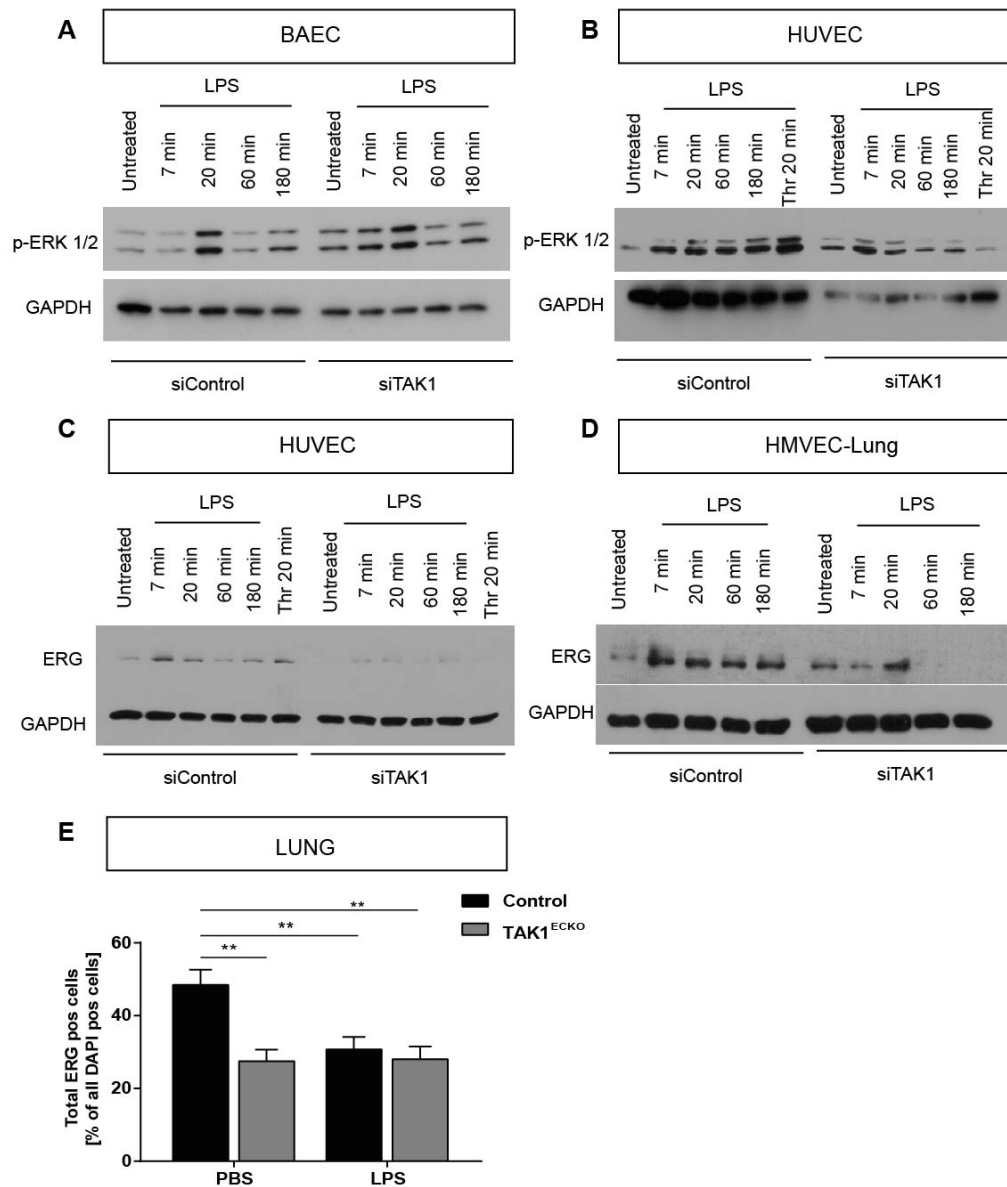 A
BAEC
LPS
LPS
Untreated
7 min
20 min
60 min
180 min
Untreated
7 min
20 min
60 min
180 min
p-ERK 1/2
GAPDH
siControl
siTAK1
B
HUVEC
LPS
LPS
Untreated
7 min
20 min
60 min
180 min
Thr 20 min
Untreated
7 min
20 min
60 min
180 min
Thr 20 min
p-ERK 1/2
GAPDH
siControl
siTAK1
C
HUVEC
LPS
LPS
Untreated
7 min
20 min
60 min
180 min
Thr 20 min
Untreated
7 min
20 min
60 min
180 min
Thr 20 min
ERG
GAPDH
siControl
siTAK1
D
HMVEC-Lung
LPS
LPS
Untreated
7 min
20 min
60 min
180 min
Untreated
7 min
20 min
60 min
180 min
ERG
GAPDH
siControl
siTAK1
E
LUNG
Control
TAK1ECKO
**
**
**
Total ERG pos cells
[% of all DAPI pos cells]
60
40
20
0
PBS
LPS